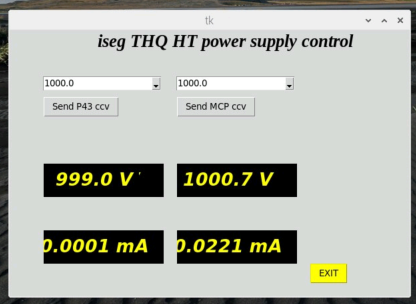 tk
iseg THQ HT power supply control
1000.0 1000.0
Send P43 ccv Send MCP ccv
999.0 V 1000.7 V
0.0001 mA 0.0221 mA
EXIT